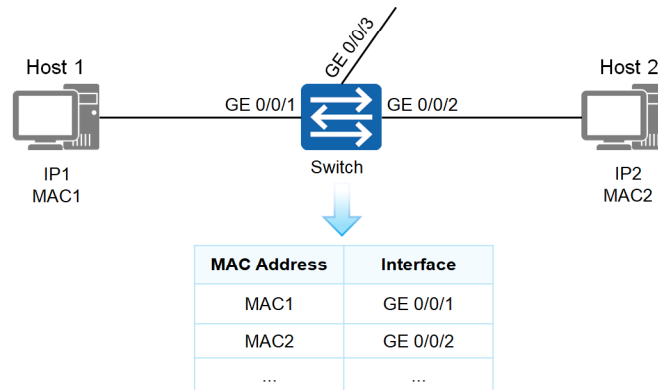 GE 0/0/3
Host 1
Host 2
GE 0/0/1
GE 0/0/2
IP1
MAC1
Switch
IP2
MAC2
MAC Address Interface
MAC1 GE 0/0/1
MAC2 GE 0/0/2
... ...